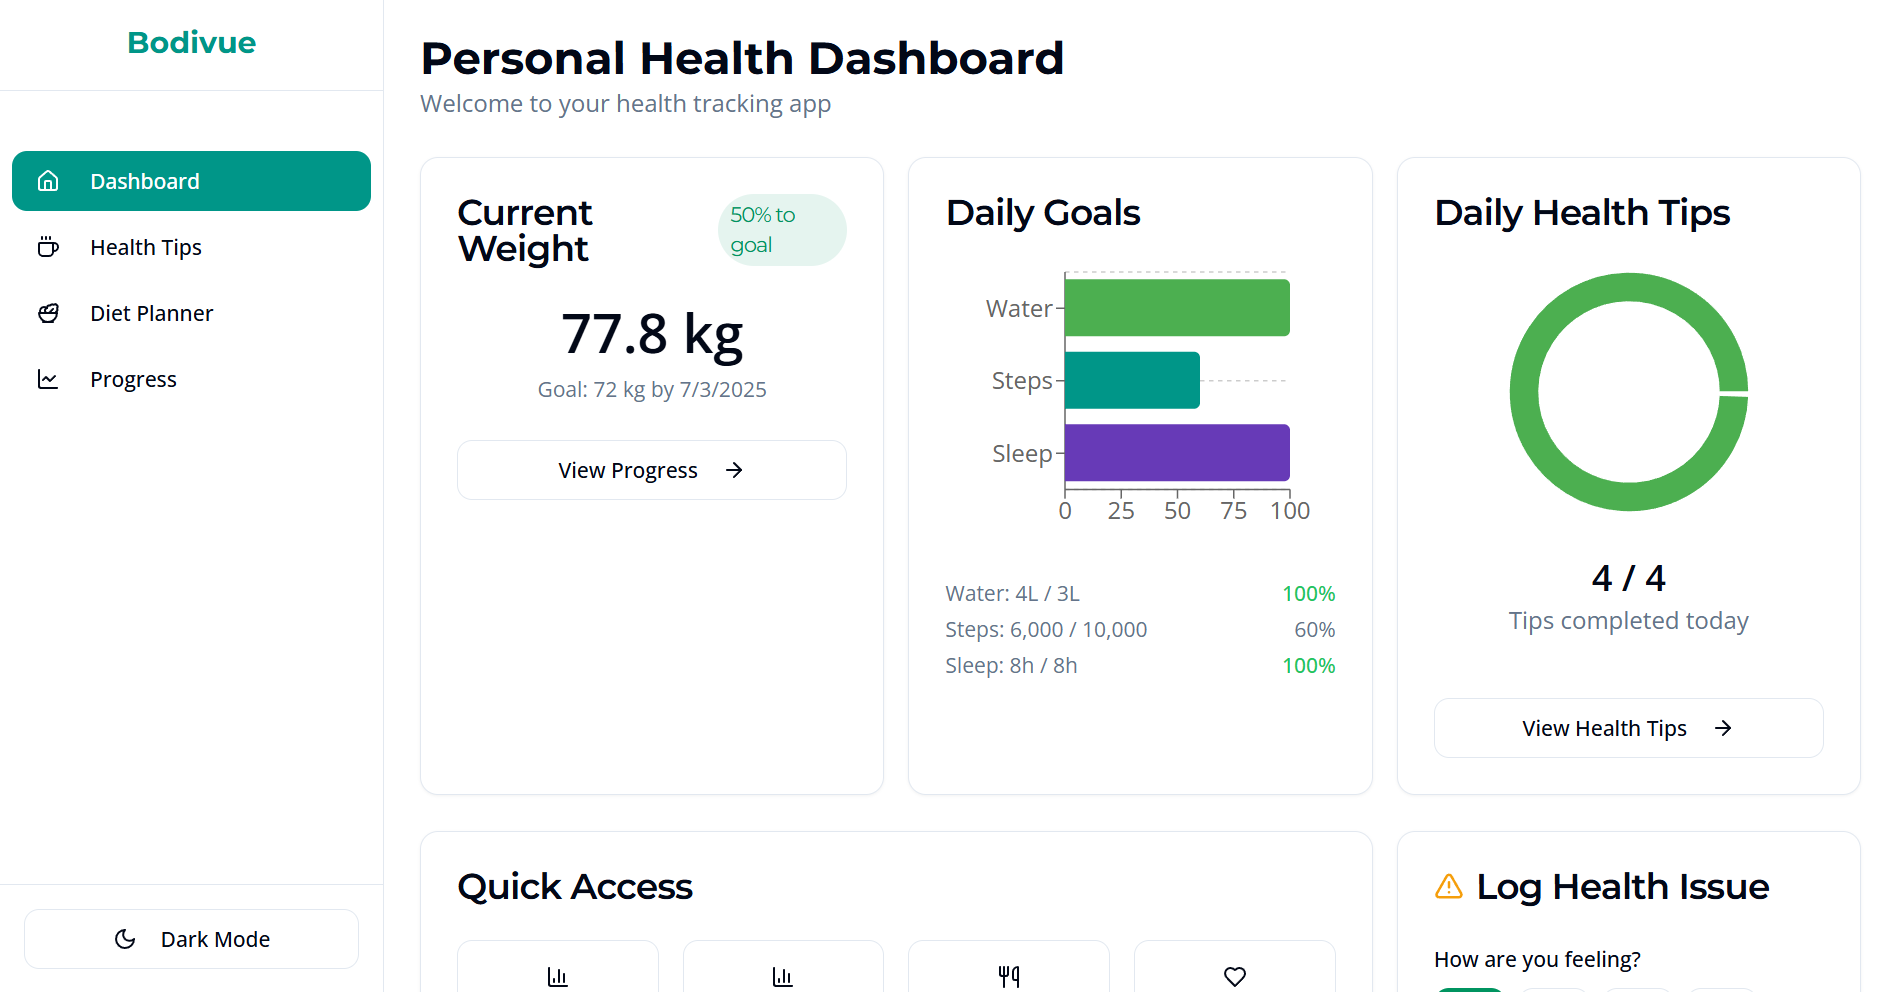 Bodivue
Dashboard
Health Tips
Diet Planner
Progress
Dark Mode
Personal Health Dashboard
Welcome to your health tracking app
Current
Weight
50% to
goal
77.8 kg
Goal: 72 kg by 7/3/2025
View Progress
Daily Goals
Water
Steps
Sleep
0 25 50 75 100
Water: 4L / 3L 100%
Steps: 6,000 / 10,000 60%
Sleep: 8h / 8h 100%
Daily Health Tips
4 / 4
Tips completed today
View Health Tips
Quick Access
Log Health Issue
How are you feeling?